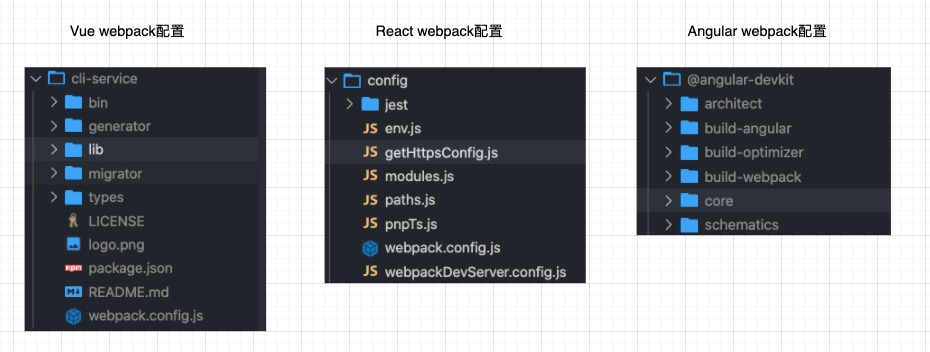 Vue webpack配置
cli-service
bin
generator
lib
migrator
types
LICENSE
logo.png
npm package.json
M↓ README.md
webpack.config.js
React webpack配置
config
jest
JS env.js
JS getHttpsConfig.js
JS modules.js
JS paths.js
JS pnpTs.js
webpack.config.js
JS webpackDevServer.config.js
Angular webpack配置
@angular-devkit
architect
build-angular
build-optimizer
build-webpack
core
schematics